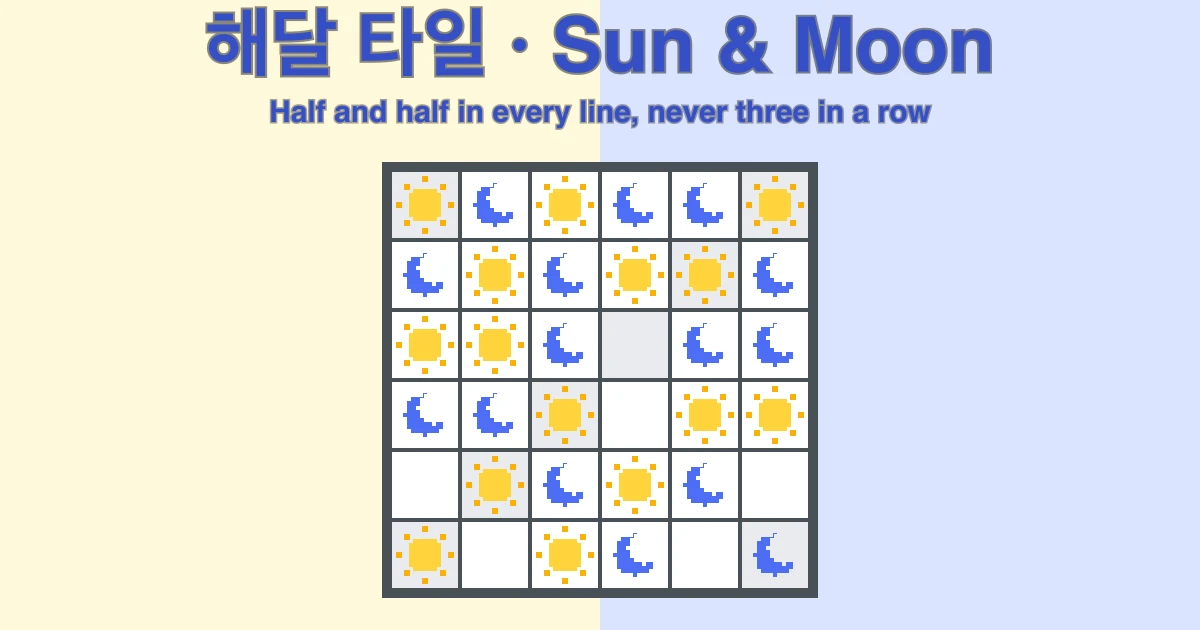 해달 타일 · Sun & Moon
Half and half in every line, never three in a row